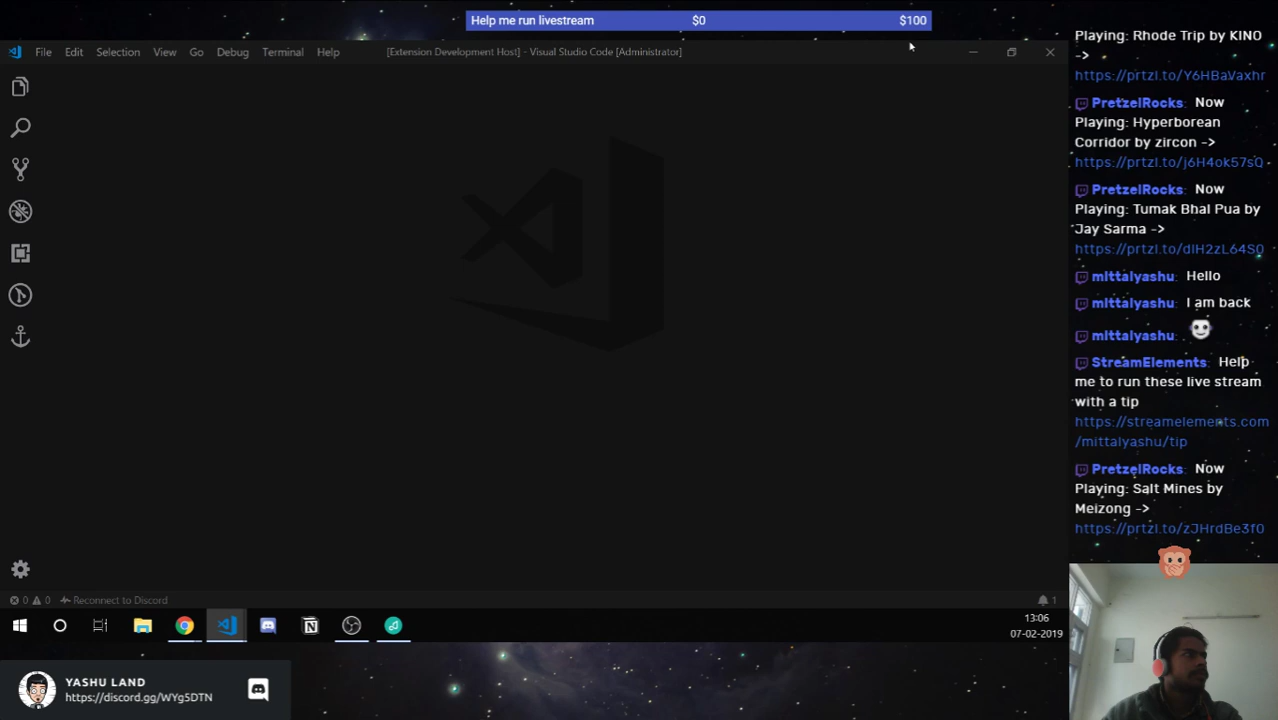 Help me run livestream $0 $100
File Edit Selection View Go Debug Terminal Help [Extension Development Host] - Visual Studio Code [Administrator]
0 0 Reconnect to Discord 1
13:06
07-02-2019
YASHU LAND
https://discord.gg/WYg5DTN
Playing: Rhode Trip by KINO
->
https://prtzl.to/Y6HBaVaxhr
PretzelRocks: Now
Playing: Hyperborean
Corridor by zircon ->
https://prtzl.to/j6H4ok57sQ
PretzelRocks: Now
Playing: Tumak Bhal Pua by
Jay Sarma ->
https://prtzl.to/dlH2zL64SQ
mittalyashu: Hello
mittalyashu: I am back
mittalyashu:
StreamElements: Help
me to run these live stream
with a tip
https://streamelements.com
/mittalyashu/tip
PretzelRocks: Now
Playing: Salt Mines by
Meizong ->
https://prtzl.to/zJHrdBe3f0